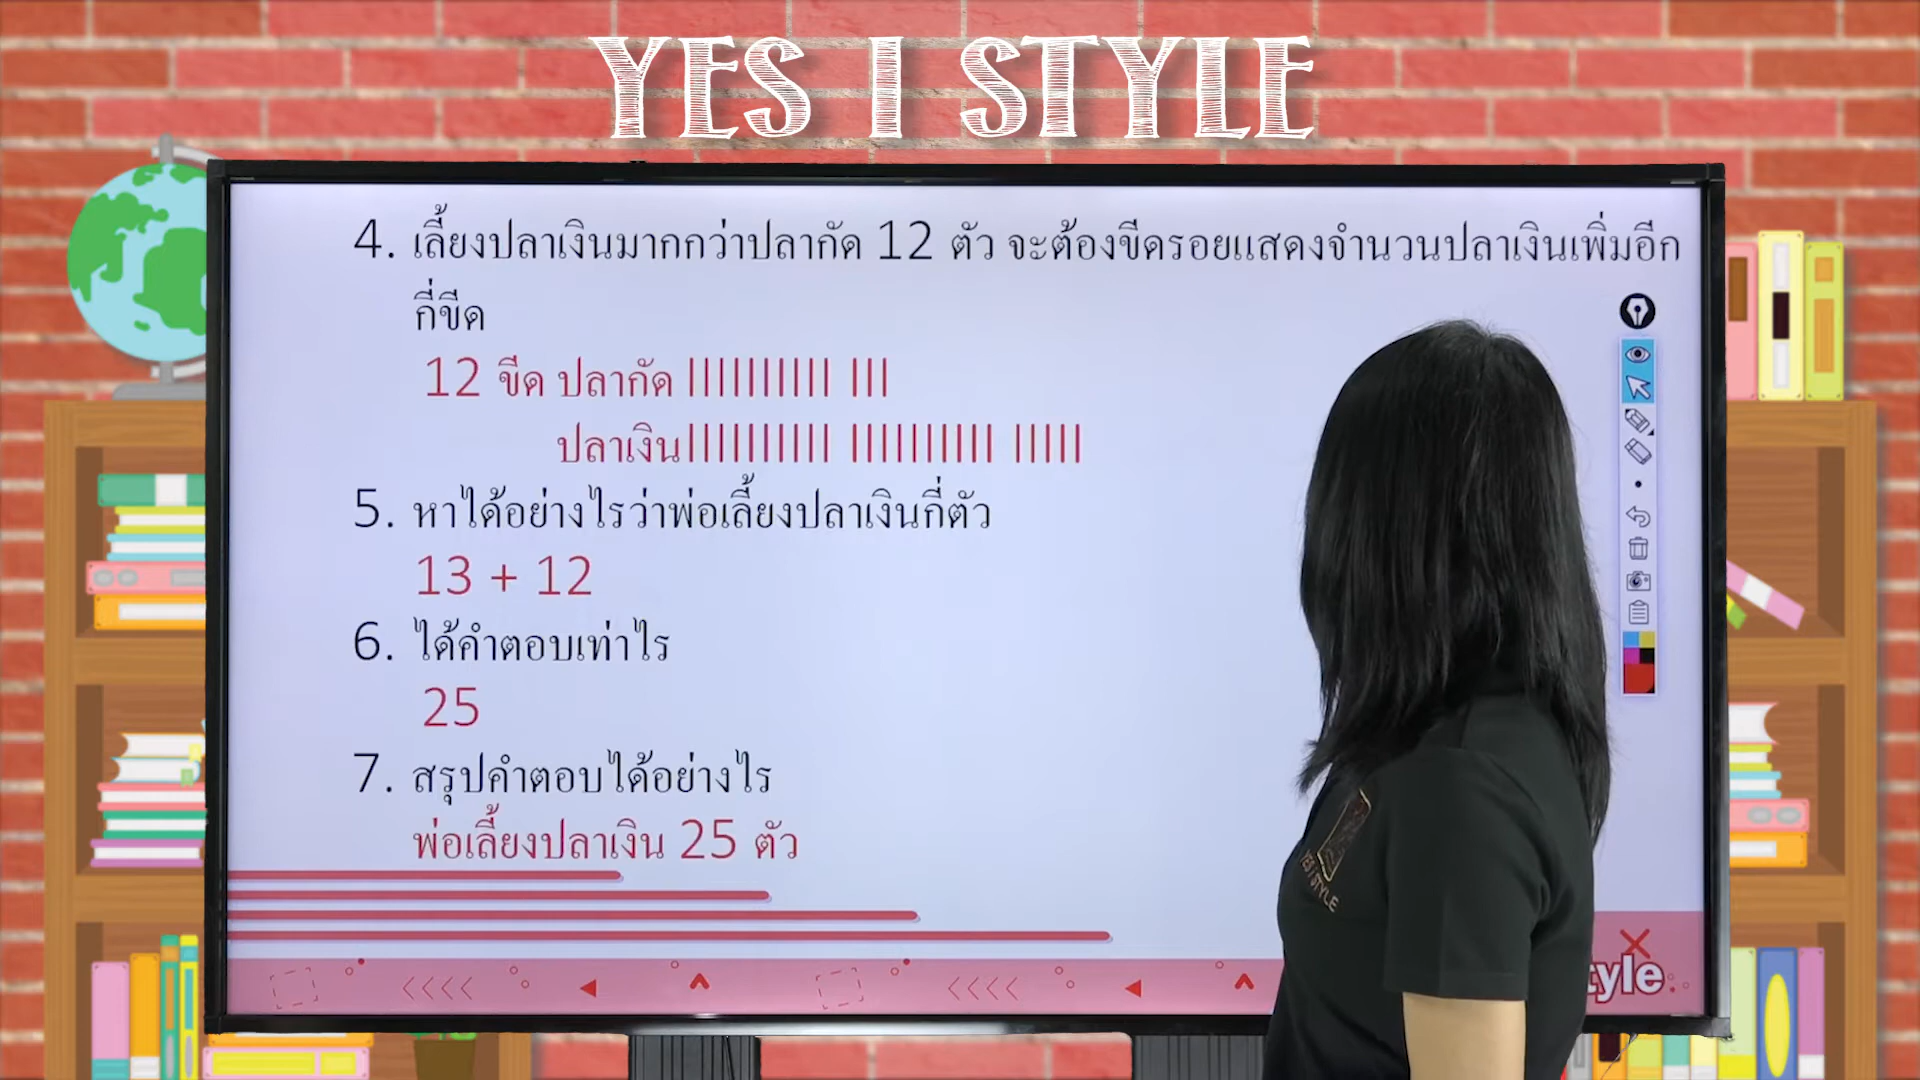 YES I STYLE
4. เลี้ยงปลาเงินมากกว่าปลากัด 12 ตัว จะต้องขีดรอยแสดงจำนวนปลาเงินเพิ่มอีก
กี่ขีด
12 ขีด ปลากัด |||||||||| |||
ปลาเงิน|||||||||| |||||||||| |||||
5. หาได้อย่างไรว่าพ่อเลี้ยงปลาเงินกี่ตัว
13 + 12
6. ได้คำตอบเท่าไร
25
7. สรุปคำตอบได้อย่างไร
พ่อเลี้ยงปลาเงิน 25 ตัว
YES I STYLE
tyle